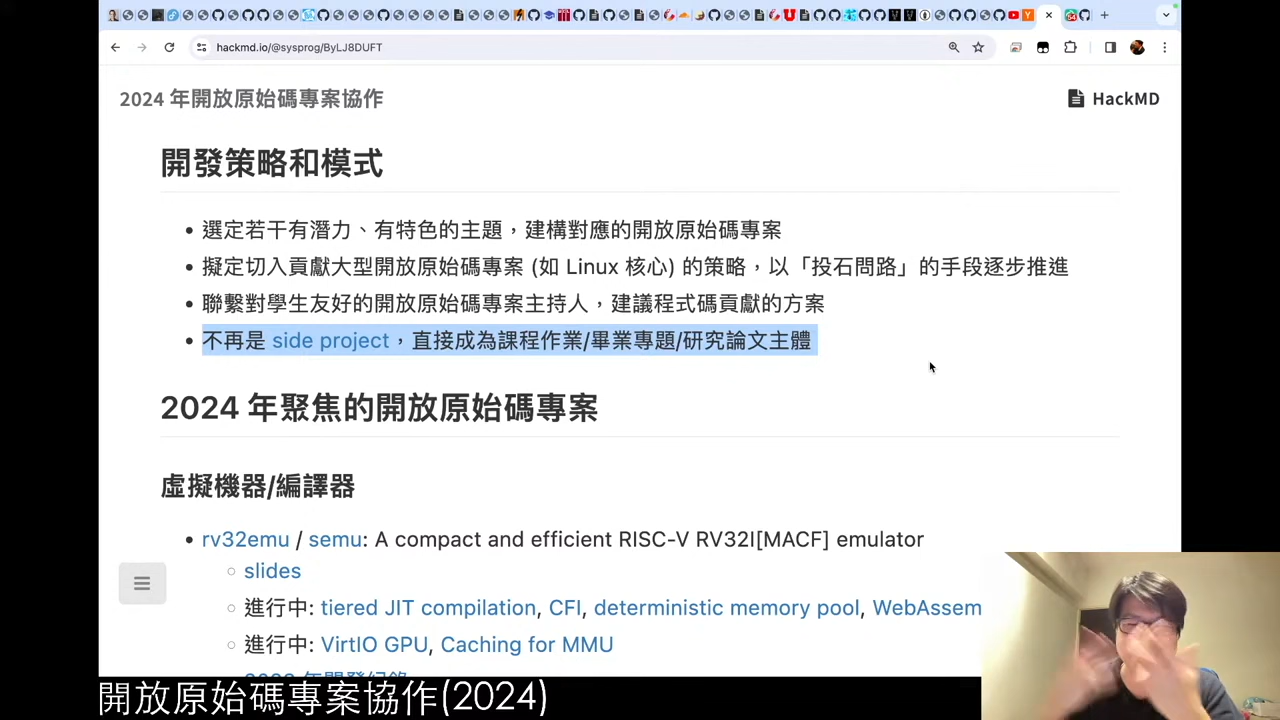 hackmd.io/@sysprog/ByLJ8DUFT
2024 年開放原始碼專案協作
HackMD
開發策略和模式
• 選定若干有潛力、有特色的主題，建構對應的開放原始碼專案
• 擬定切入貢獻大型開放原始碼專案 (如 Linux 核心) 的策略，以「投石問路」的手段逐步推進
• 聯繫對學生友好的開放原始碼專案主持人，建議程式碼貢獻的方案
• 不再是 side project，直接成為課程作業/畢業專題/研究論文主體
2024 年聚焦的開放原始碼專案
虛擬機器/編譯器
• rv32emu / semu: A compact and efficient RISC-V RV32I[MACF] emulator
◦ slides
◦ 進行中: tiered JIT compilation, CFI, deterministic memory pool, WebAssem
◦ 進行中: VirtIO GPU, Caching for MMU
開放原始碼專案協作(2024)